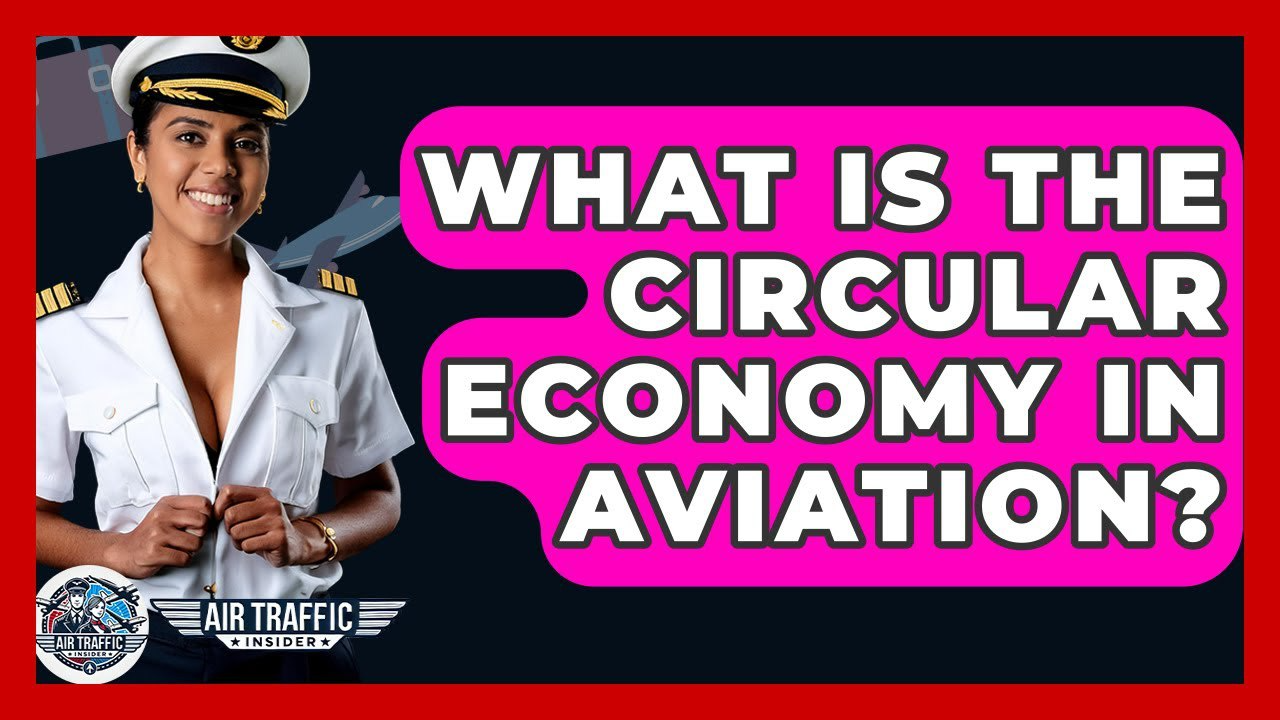 WHAT IS THE
CIRCULAR
ECONOMY IN
AVIATION?
AIR TRAFFIC
INSIDER
AIR TRAFFIC
INSIDER